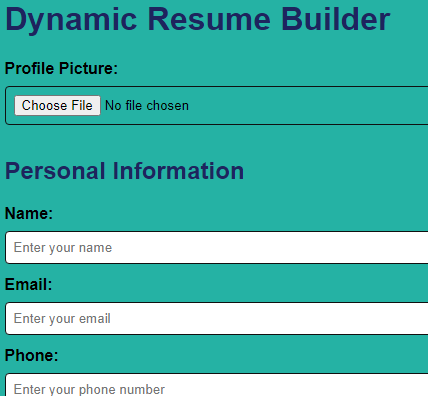 Dynamic Resume Builder
Profile Picture:
Choose File No file chosen
Personal Information
Name:
Enter your name
Email:
Enter your email
Phone:
Enter your phone number